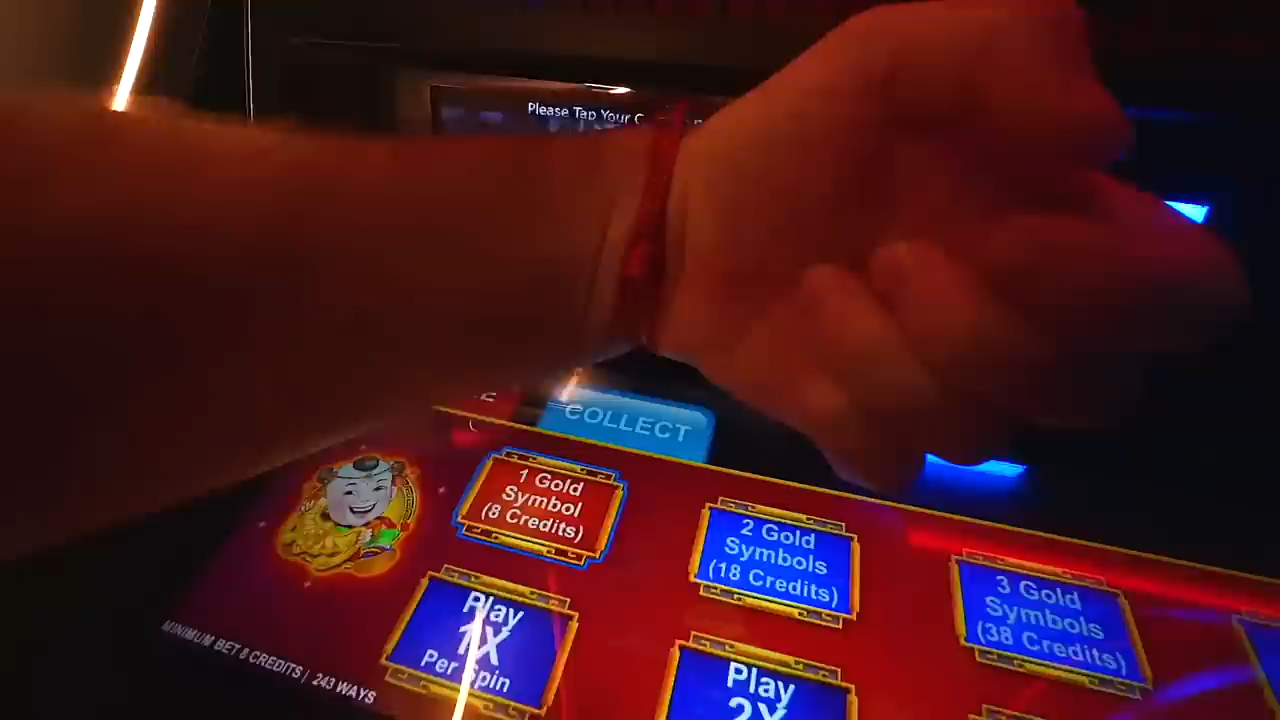 Please Tap Your
COLLECT
1 Gold
Symbol
(8 Credits)
2 Gold
Symbols
(18 Credits)
3 Gold
Symbols
(38 Credits)
Play
1X
Per Spin
Play
2X
MINIMUM BET 8 CREDITS | 243 WAYS